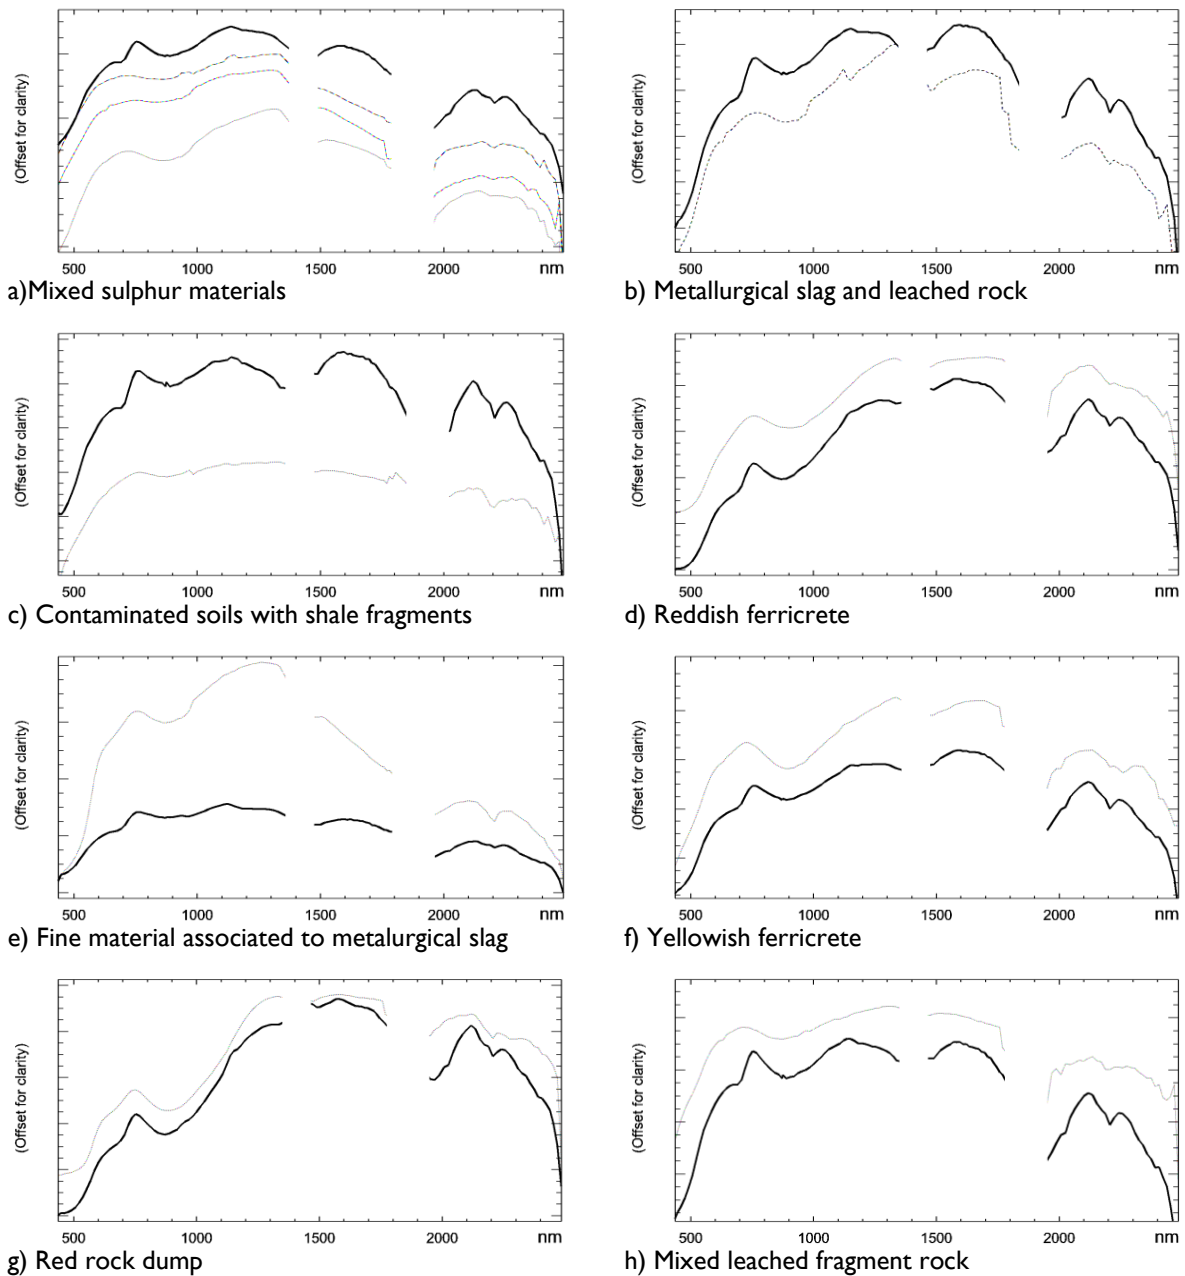 (Offset for clarity)
500 1000 1500 2000 nm
a)Mixed sulphur materials
(Offset for clarity)
500 1000 1500 2000 nm
b) Metallurgical slag and leached rock
(Offset for clarity)
500 1000 1500 2000 nm
c) Contaminated soils with shale fragments
(Offset for clarity)
500 1000 1500 2000 nm
d) Reddish ferricrete
(Offset for clarity)
500 1000 1500 2000 nm
e) Fine material associated to metalurgical slag
(Offset for clarity)
500 1000 1500 2000 nm
f) Yellowish ferricrete
(Offset for clarity)
500 1000 1500 2000 nm
g) Red rock dump
(Offset for clarity)
500 1000 1500 2000 nm
h) Mixed leached fragment rock